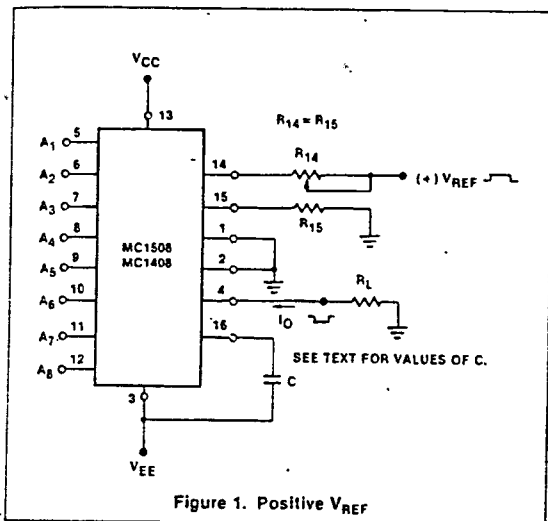 VCC
13
R14 = R15
A1 5
14
R14
(+) VREF
A2 6
A3 7
15
R15
A4 8
1
MC1508
MC1408
A5 9
2
A6 10
4
RL
IO
A7 11
16
SEE TEXT FOR VALUES OF C.
A8 12
C
3
VEE
Figure 1. Positive VREF